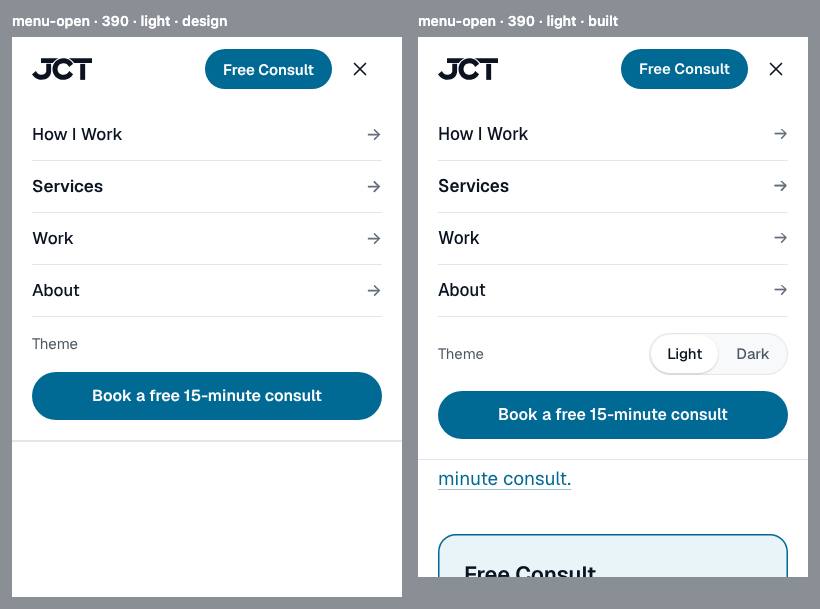 menu-open · 390 · light · design
JCT
Free Consult
How I Work
Services
Work
About
Theme
Book a free 15-minute consult
menu-open · 390 · light · built
JCT
Free Consult
How I Work
Services
Work
About
Theme
Light
Dark
Book a free 15-minute consult
minute consult.
Free Consult